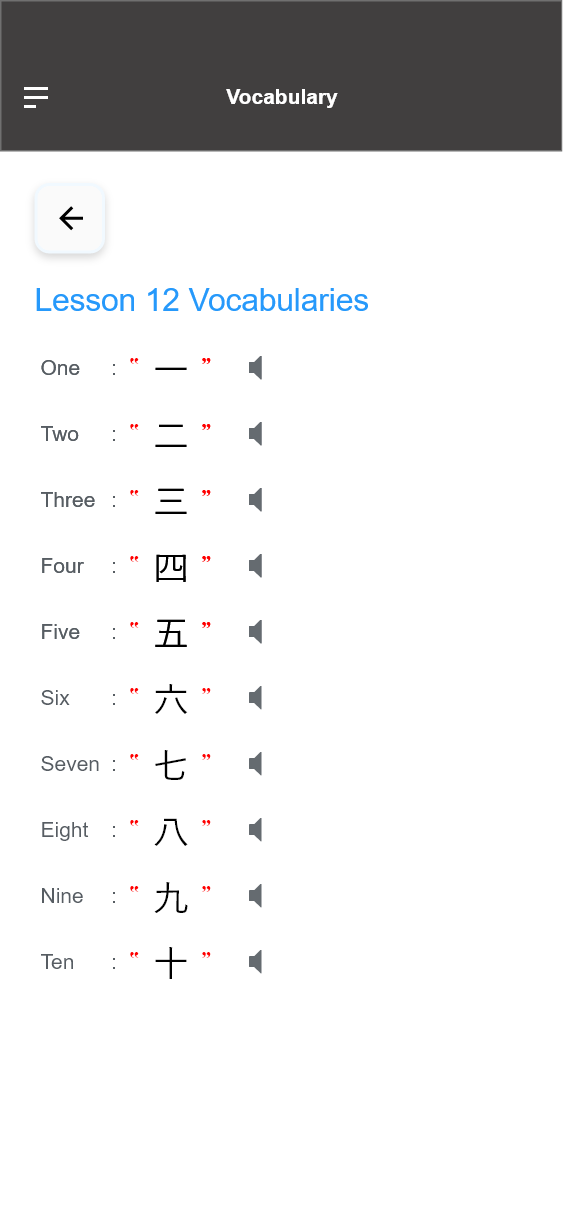 Vocabulary
Lesson 12 Vocabularies
One : “ 一 ”
Two : “ 二 ”
Three : “ 三 ”
Four : “ 四 ”
Five : “ 五 ”
Six : “ 六 ”
Seven : “ 七 ”
Eight : “ 八 ”
Nine : “ 九 ”
Ten : “ 十 ”